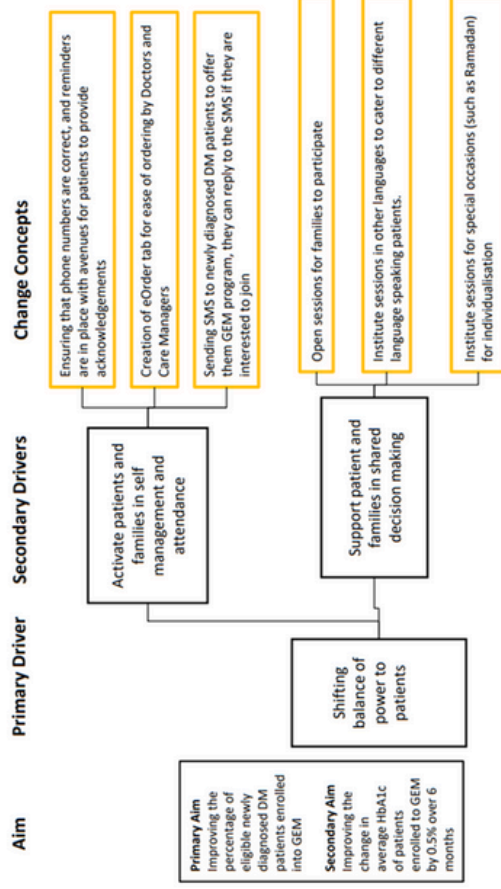 Aim
Primary Driver
Secondary Drivers
Change Concepts
Primary Aim
Improving the
percentage of
eligible newly
diagnosed DM
patients enrolled
into GEM
Secondary Aim
Improving the
change in
average HbA1c of
patients
enrolled to GEM
by 0.5% over 6
months
Shifting
balance of
power to
patients
Activate patients and
families in self
management and
attendance
Support patient and
families in shared
decision making
Ensuring that phone numbers are correct, and reminders
are in place with avenues for patients to provide
acknowledgements
Creation of eOrder tab for ease of ordering by Doctors and
Care Managers
Sending SMS to newly diagnosed DM patients to offer
them GEM program, they can reply to the SMS if they are
interested to join
Open sessions for families to participate
Institute sessions in other languages to cater to different
language speaking patients.
Institute sessions for special occasions (such as Ramadan)
for individualisation